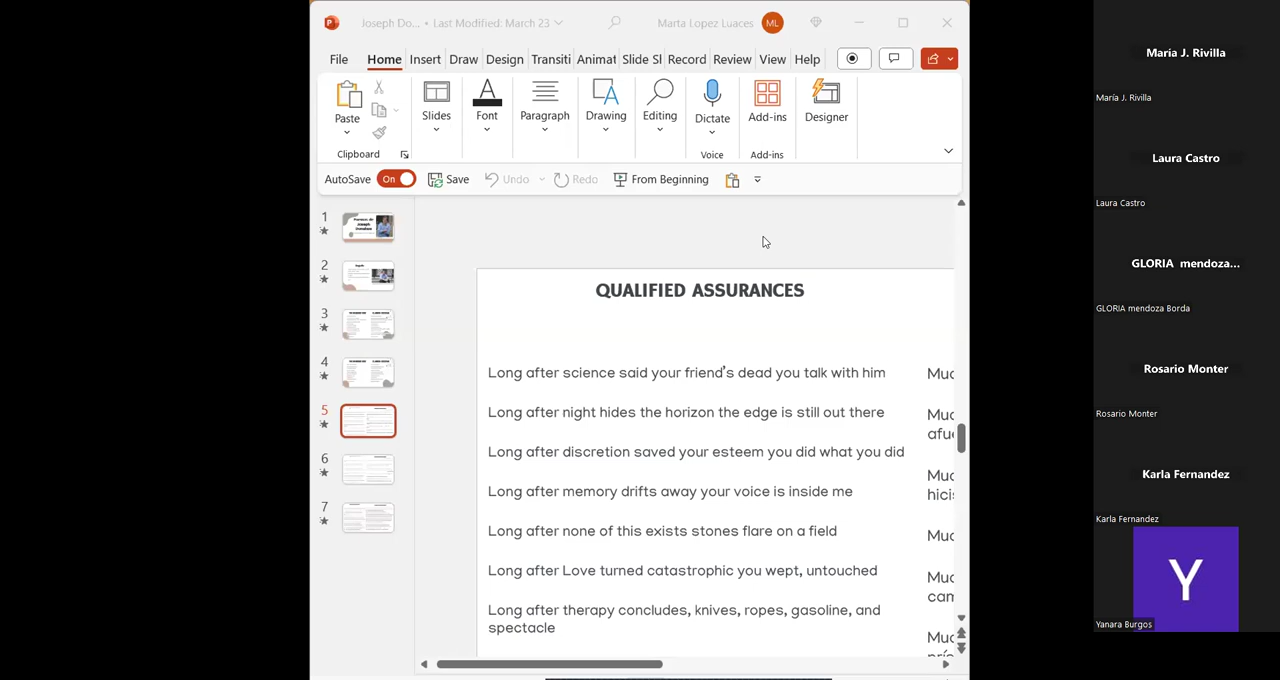 Joseph Do... • Last Modified: March 23
Marta Lopez Luaces
ML
File Home Insert Draw Design Transiti Animat Slide Sl Record Review View Help
Paste
Clipboard
Slides
Font
Paragraph
Drawing
Editing
Dictate
Voice
Add-ins
Add-ins
Designer
AutoSave On Save Undo Redo From Beginning
1
2
3
4
5
6
7
QUALIFIED ASSURANCES
Long after science said your friend's dead you talk with him
Long after night hides the horizon the edge is still out there
Long after discretion saved your esteem you did what you did
Long after memory drifts away your voice is inside me
Long after none of this exists stones flare on a field
Long after Love turned catastrophic you wept, untouched
Long after therapy concludes, knives, ropes, gasoline, and
spectacle
María J. Rivilla
María J. Rivilla
Laura Castro
Laura Castro
GLORIA mendoza...
GLORIA mendoza Borda
Rosario Monter
Rosario Monter
Karla Fernandez
Karla Fernandez
Y
Yanara Burgos